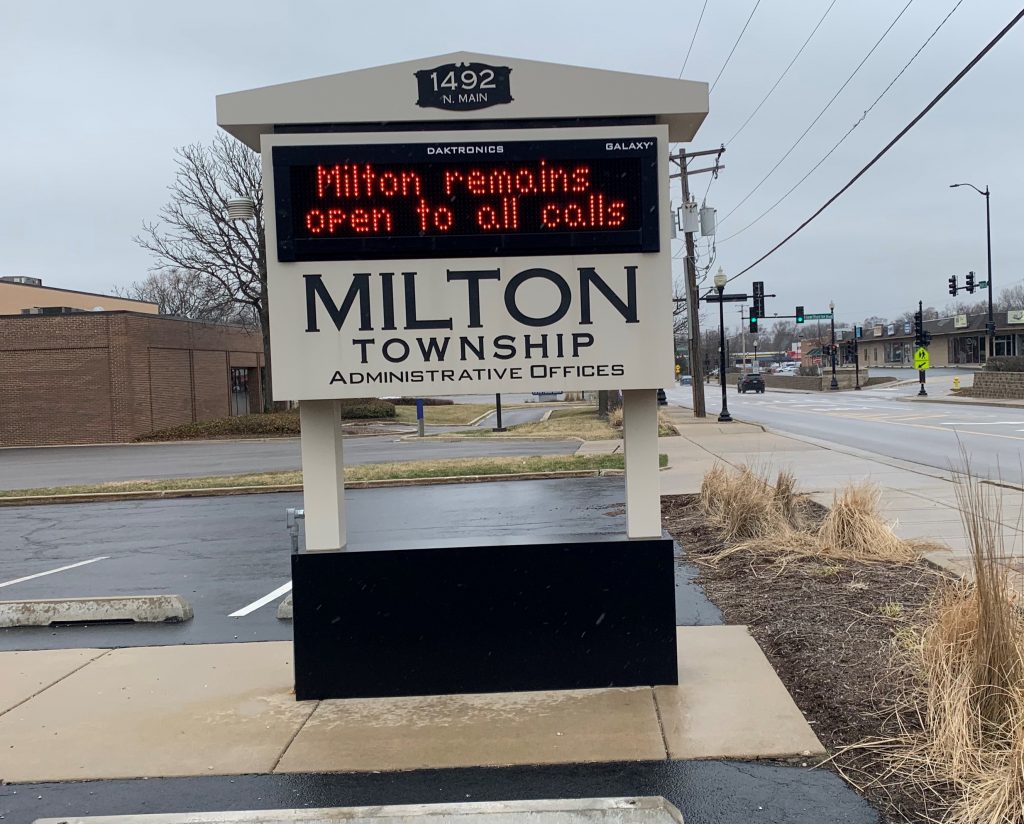 1492
N. MAIN
DAKTRONICS GALAXY®
Milton remains
open to all calls
MILTON
TOWNSHIP
ADMINISTRATIVE OFFICES